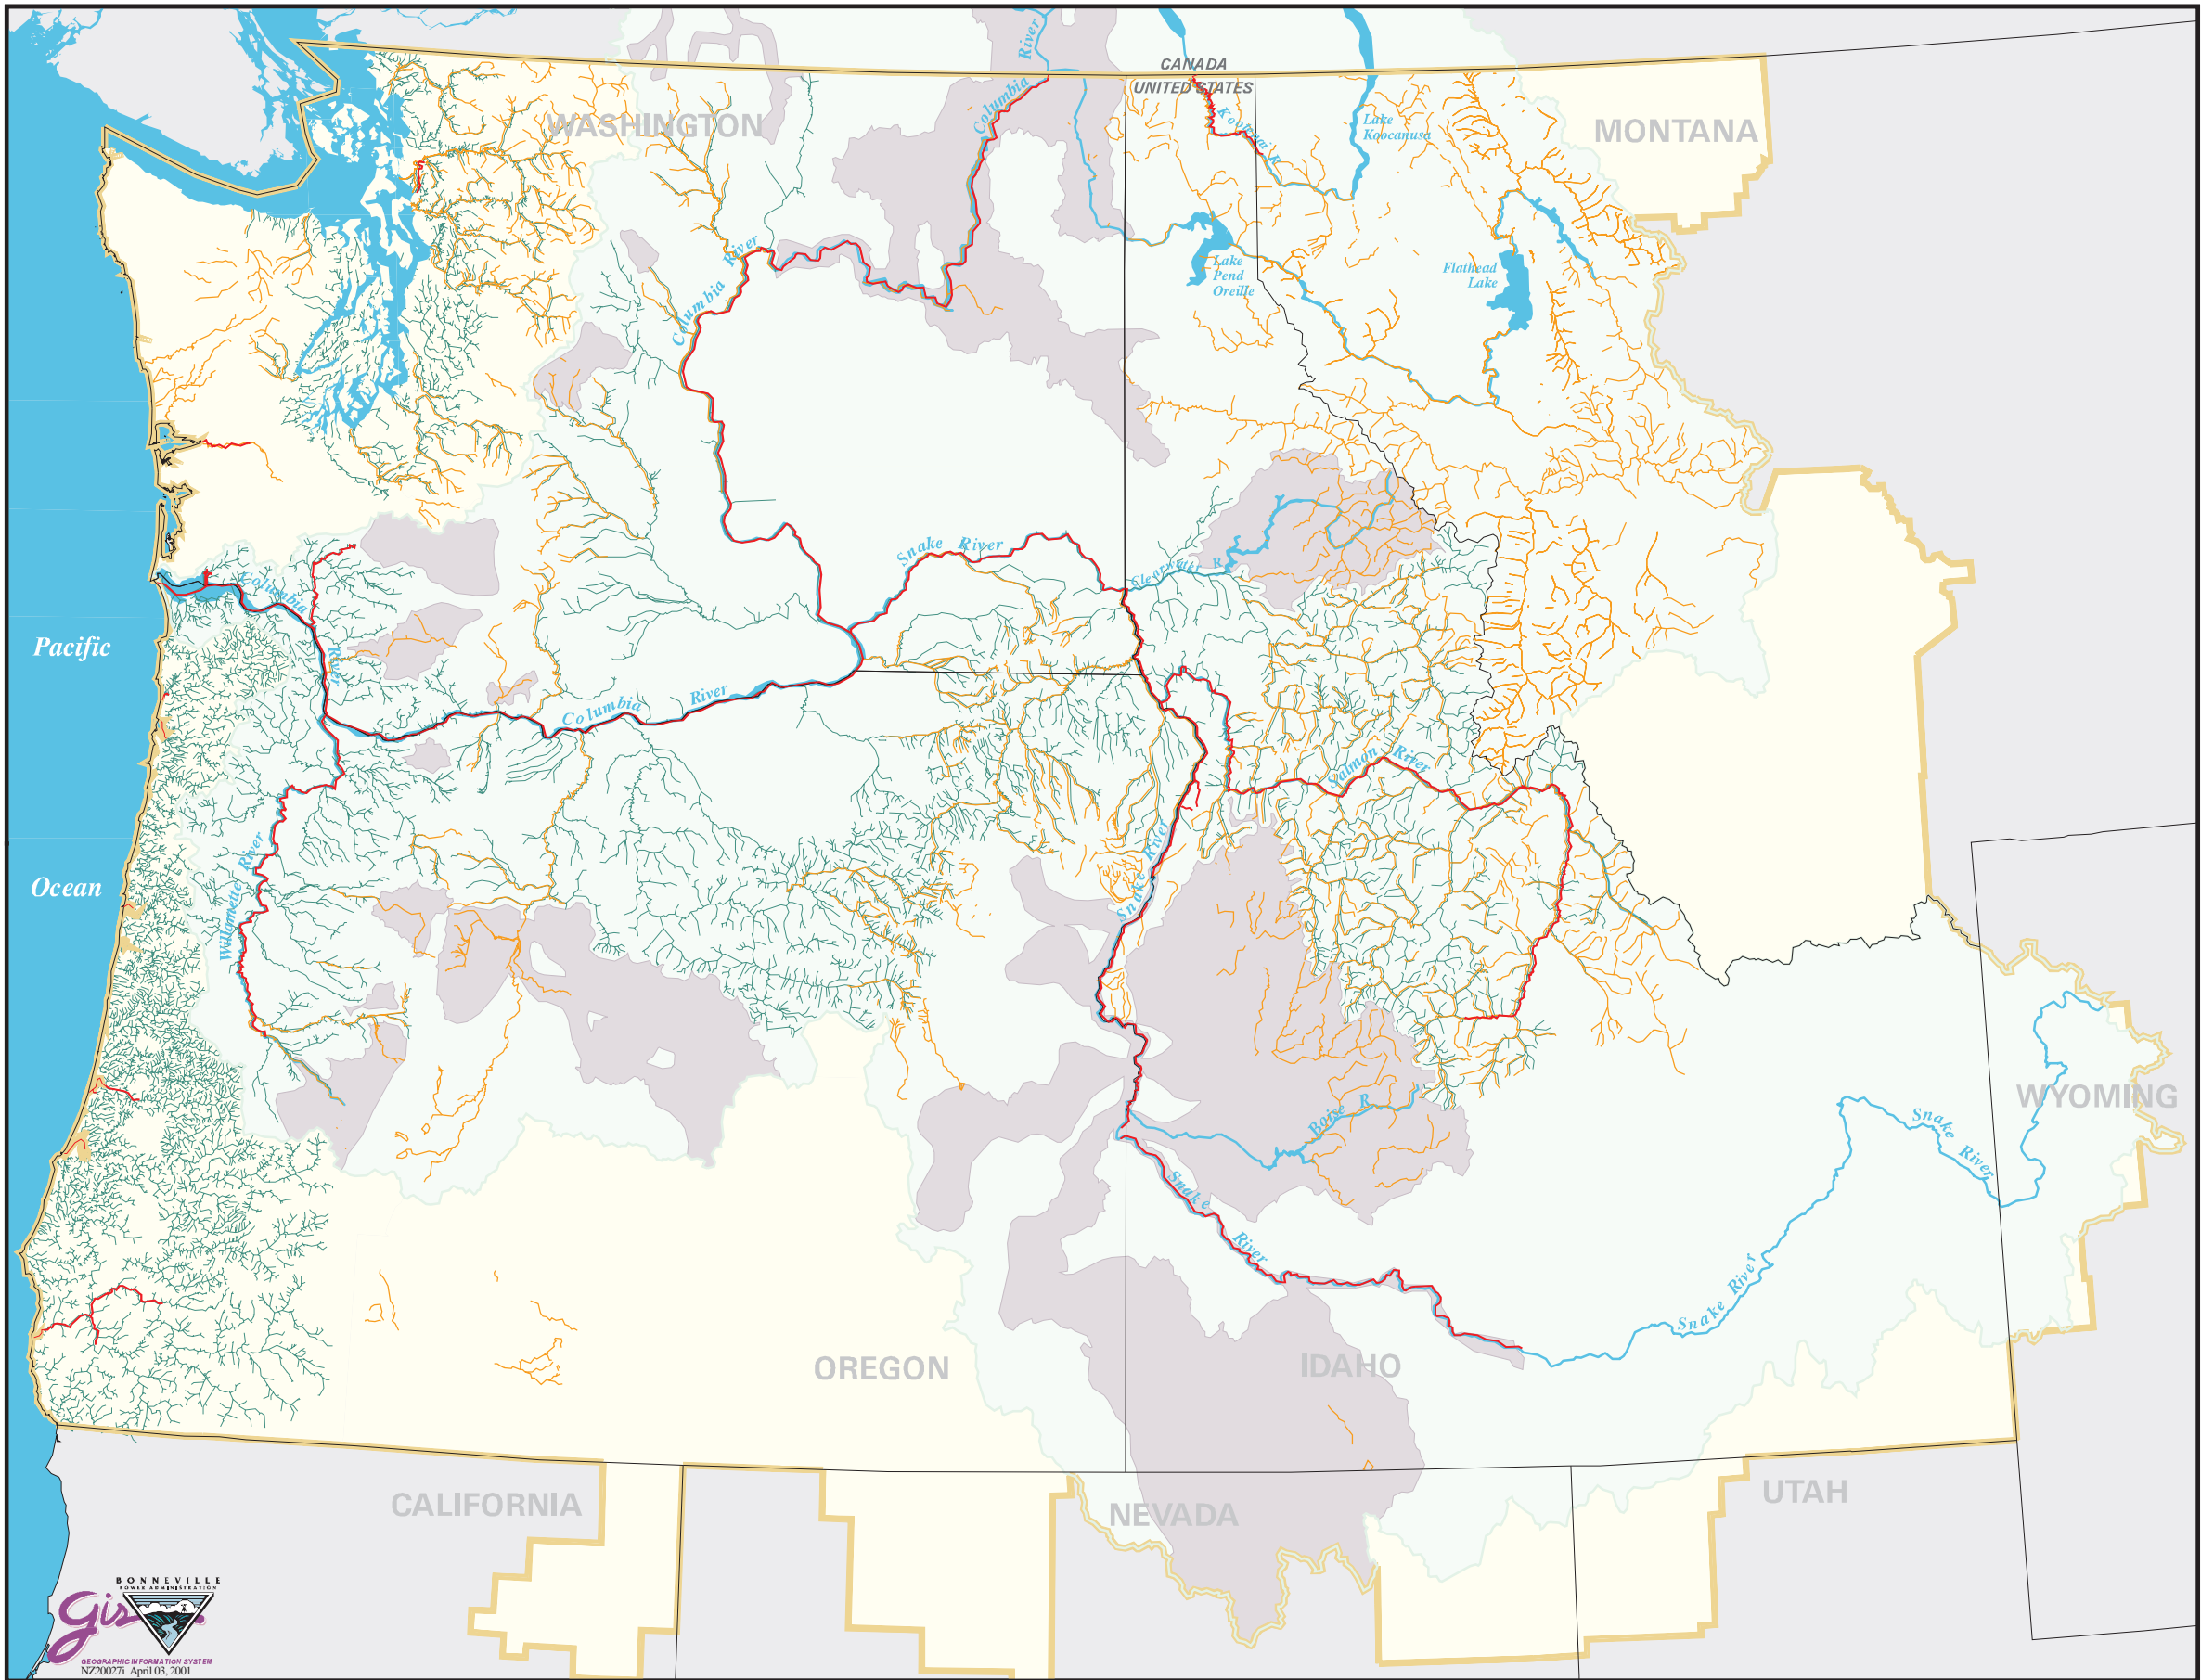 CANADA
UNITED STATES
River
Columbia
WASHINGTON
MONTANA
Kootenai R.
Lake
Koocanusa
Columbia River
Lake
Pend
Oreille
Flathead
Lake
Snake River
Clearwater R.
Columbia
River
Pacific
Columbia River
Salmon River
Willamette River
Snake River
Ocean
Boise R.
WYOMING
Snake
River
Snake
River
Snake River
OREGON
IDAHO
CALIFORNIA
NEVADA
UTAH
BONNEVILLE
POWER ADMINISTRATION
Gis
GEOGRAPHIC INFORMATION SYSTEM
NZ20027i April 03, 2001